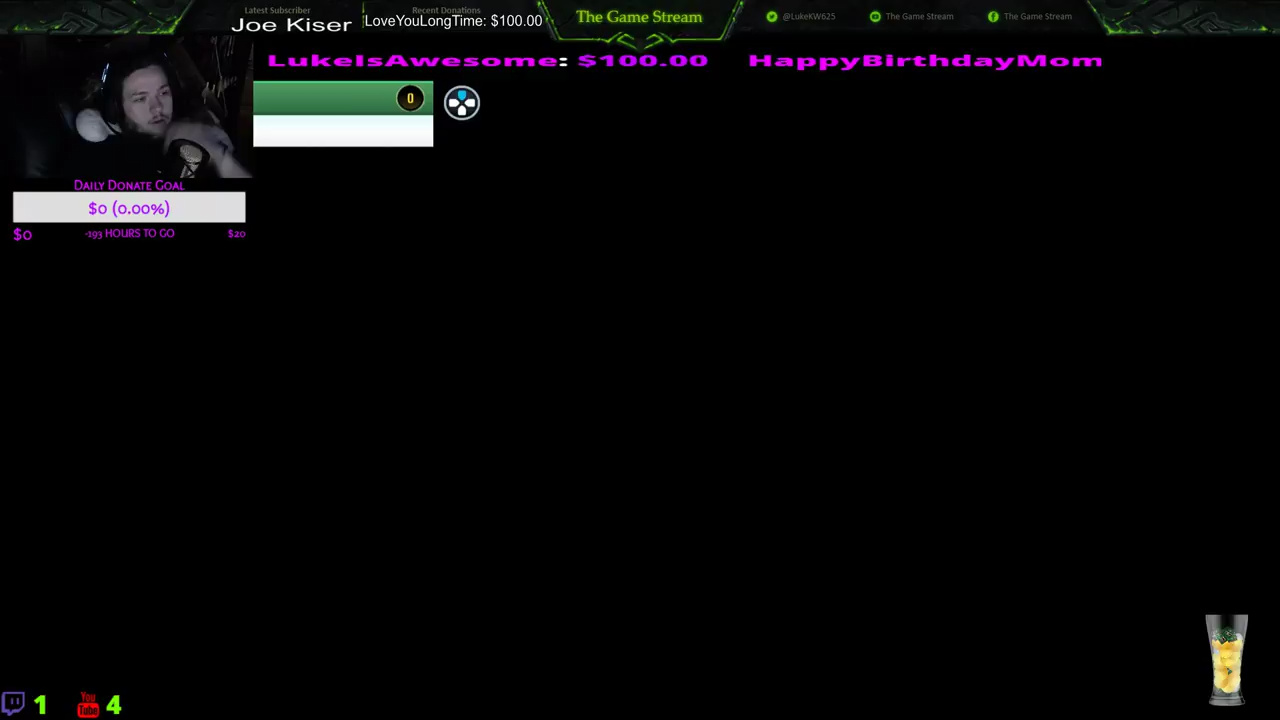 Latest Subscriber
Joe Kiser
Recent Donations
LoveYouLongTime: $100.00
The Game Stream
@LukeKW625
The Game Stream
The Game Stream
LukeIsAwesome: $100.00 HappyBirthdayMom
0
Daily Donate Goal
$0 (0.00%)
$0 -193 HOURS TO GO $20
1
You
Tube
4